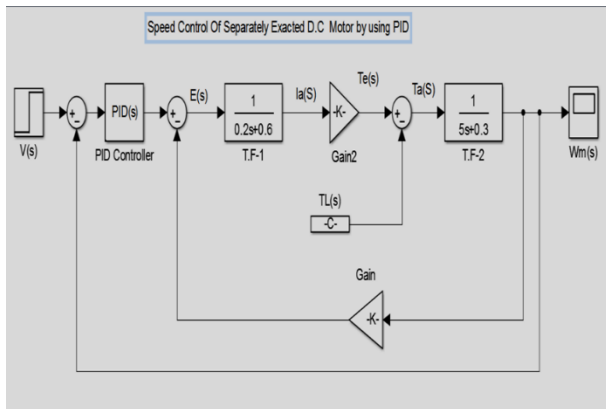 Speed Control Of Separately Exacted D.C Motor by using PID
V(s)
+
−
PID(s)
PID Controller
+
−
E(s)
1
0.2s+0.6
T.F-1
Ia(S)
-K-
Gain2
Te(s)
+
−
Ta(S)
1
5s+0.3
T.F-2
Wm(s)
TL(s)
-C-
Gain
-K-